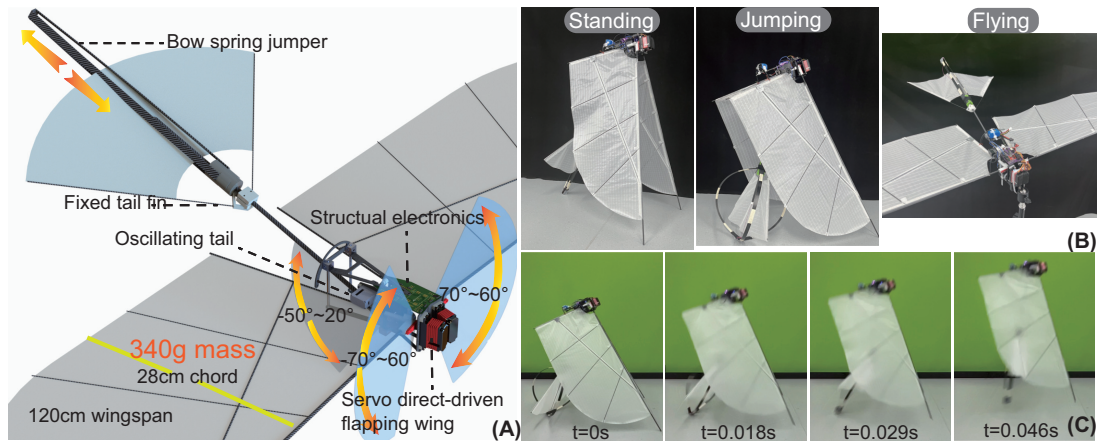 Bow spring jumper
Fixed tail fin
Structual electronics
Oscillating tail
-50°~20°
-70°~60°
70°~60°
340g mass
28cm chord
120cm wingspan
Servo direct-driven
flapping wing
(A)
Standing
Jumping
Flying
(B)
t=0s
t=0.018s
t=0.029s
t=0.046s
(C)